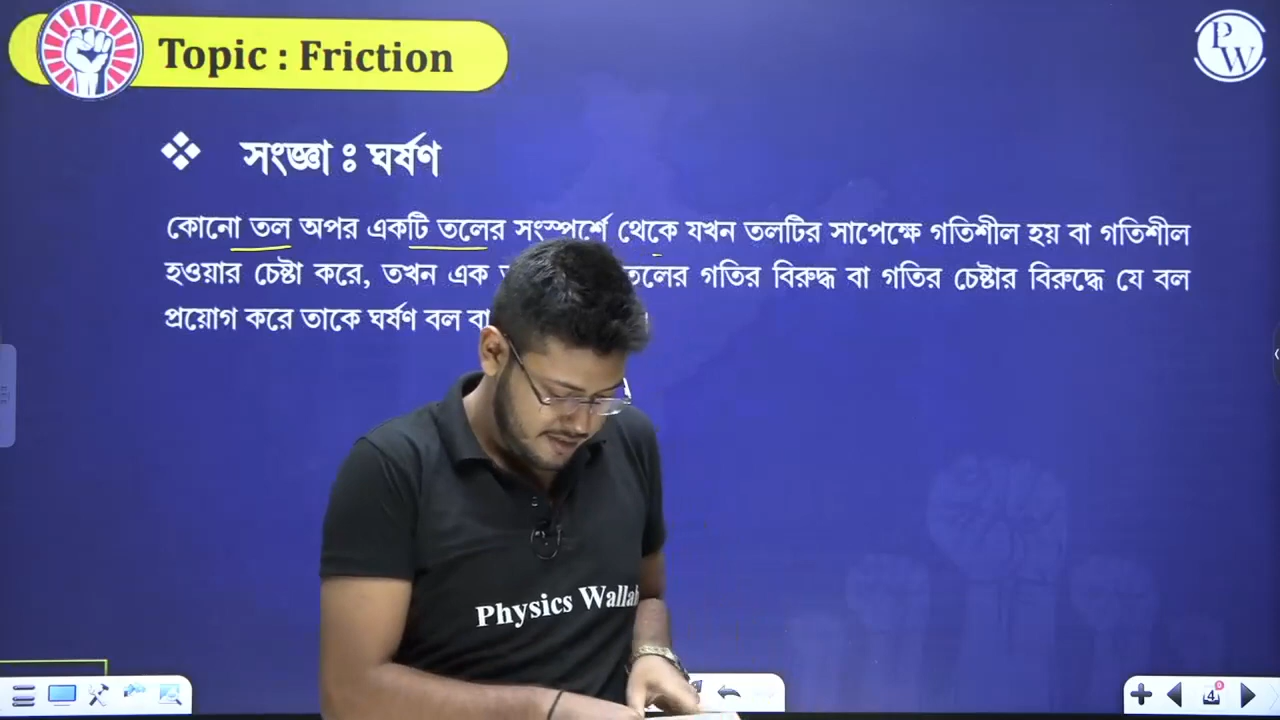 Topic : Friction
PW
❖ সংজ্ঞা ঃ ঘর্ষণ
কোনো তল অপর একটি তলের সংস্পর্শে থেকে যখন তলটির সাপেক্ষে গতিশীল হয় বা গতিশীল
হওয়ার চেষ্টা করে, তখন এক তলের গতির বিরুদ্ধ বা গতির চেষ্টার বিরুদ্ধে যে বল
প্রয়োগ করে তাকে ঘর্ষণ বল বা
Physics Wallah
4